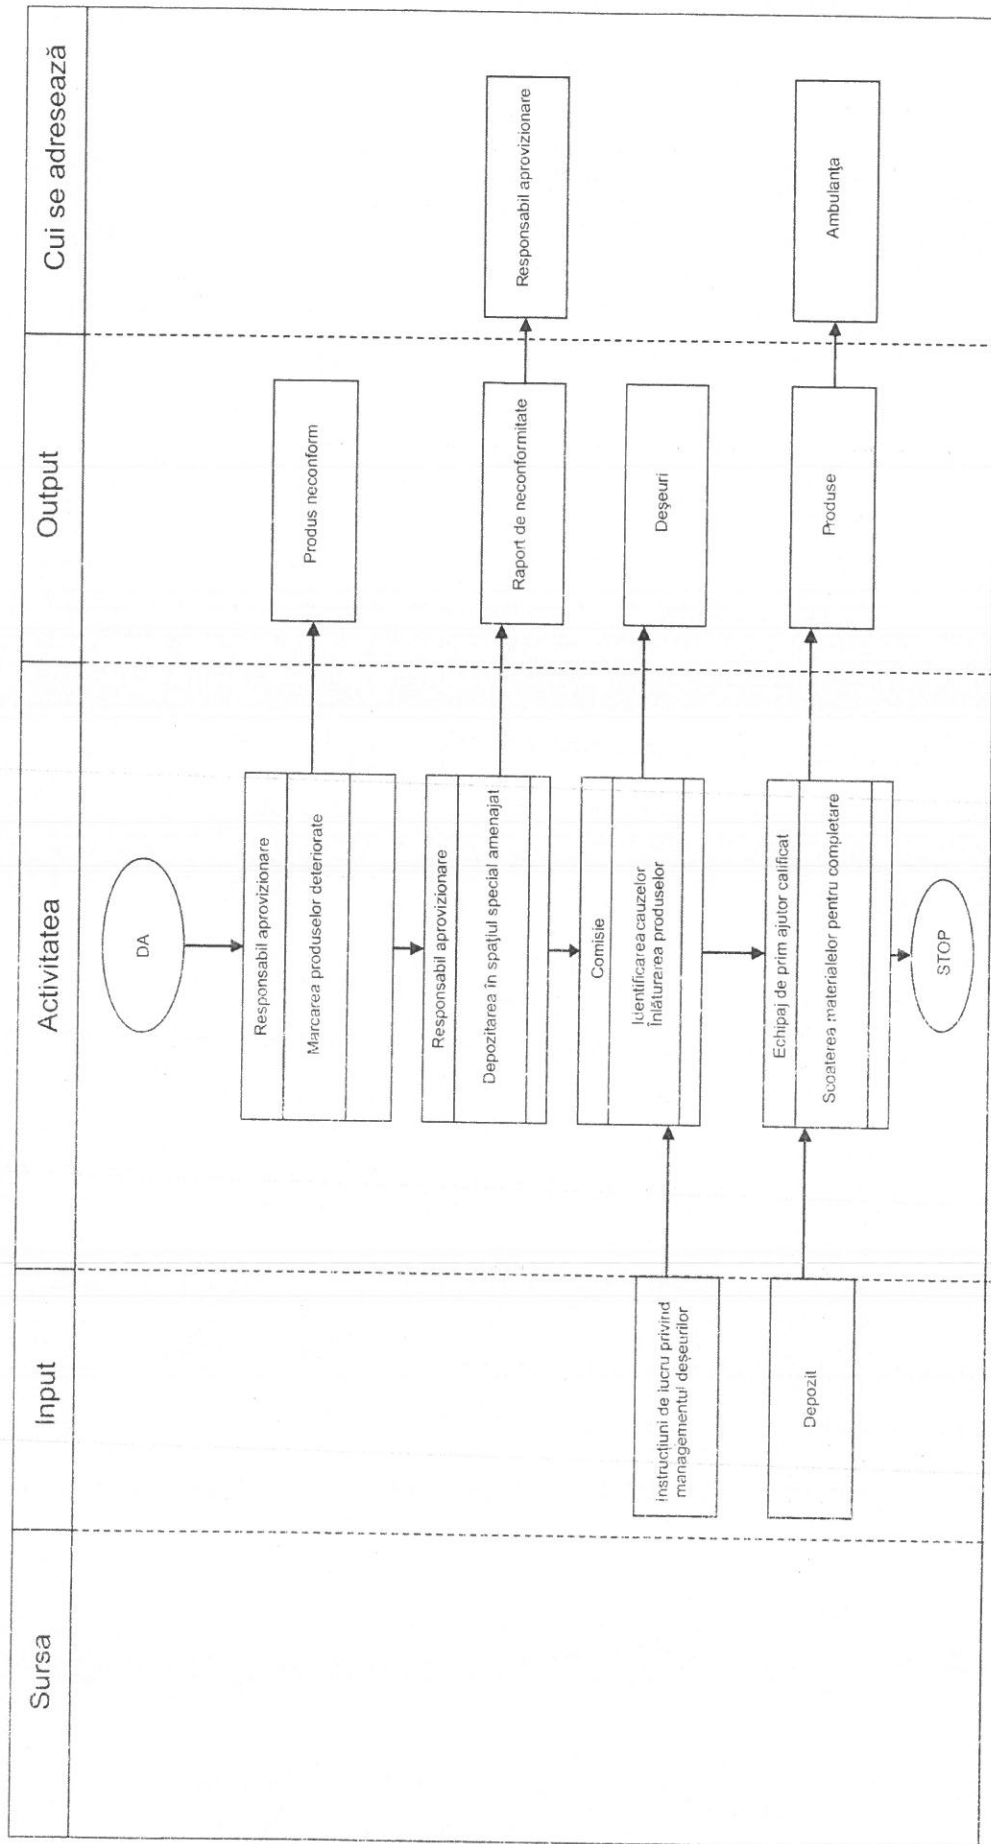 Sursa
Input
Activitatea
Output
Cui se adresează
DA
Responsabil aprovizionare
Marcarea produselor deteriorate
Produs neconform
Responsabil aprovizionare
Depozitarea în spațiul special amenajat
Raport de neconformitate
Responsabil aprovizionare
Instrucțiuni de lucru privind
managementul deșeurilor
Comisie
Identificarea cauzelor
Înlăturarea produselor
Deșeuri
Depozit
Echipaj de prim ajutor calificat
Scoaterea materialelor pentru completare
Produse
Ambulanța
STOP